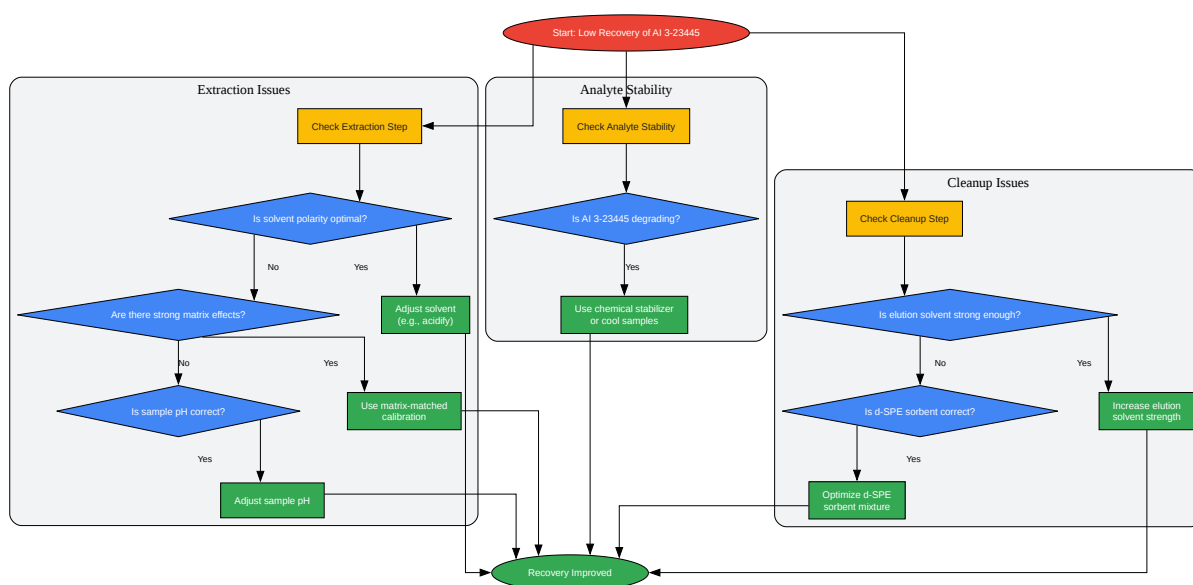 Start: Low Recovery of AI 3-23445
Extraction Issues
Analyte Stability
Check Extraction Step
Check Analyte Stability
Cleanup Issues
Is solvent polarity optimal?
Is AI 3-23445 degrading?
Check Cleanup Step
No
Yes
Yes
Are there strong matrix effects?
Adjust solvent
(e.g., acidify)
Use chemical stabilizer
or cool samples
Is elution solvent strong enough?
No
Yes
No
Yes
Is sample pH correct?
Use matrix-matched
calibration
Is d-SPE sorbent correct?
Increase elution
solvent strength
Yes
Yes
Adjust sample pH
Optimize d-SPE
sorbent mixture
Recovery Improved